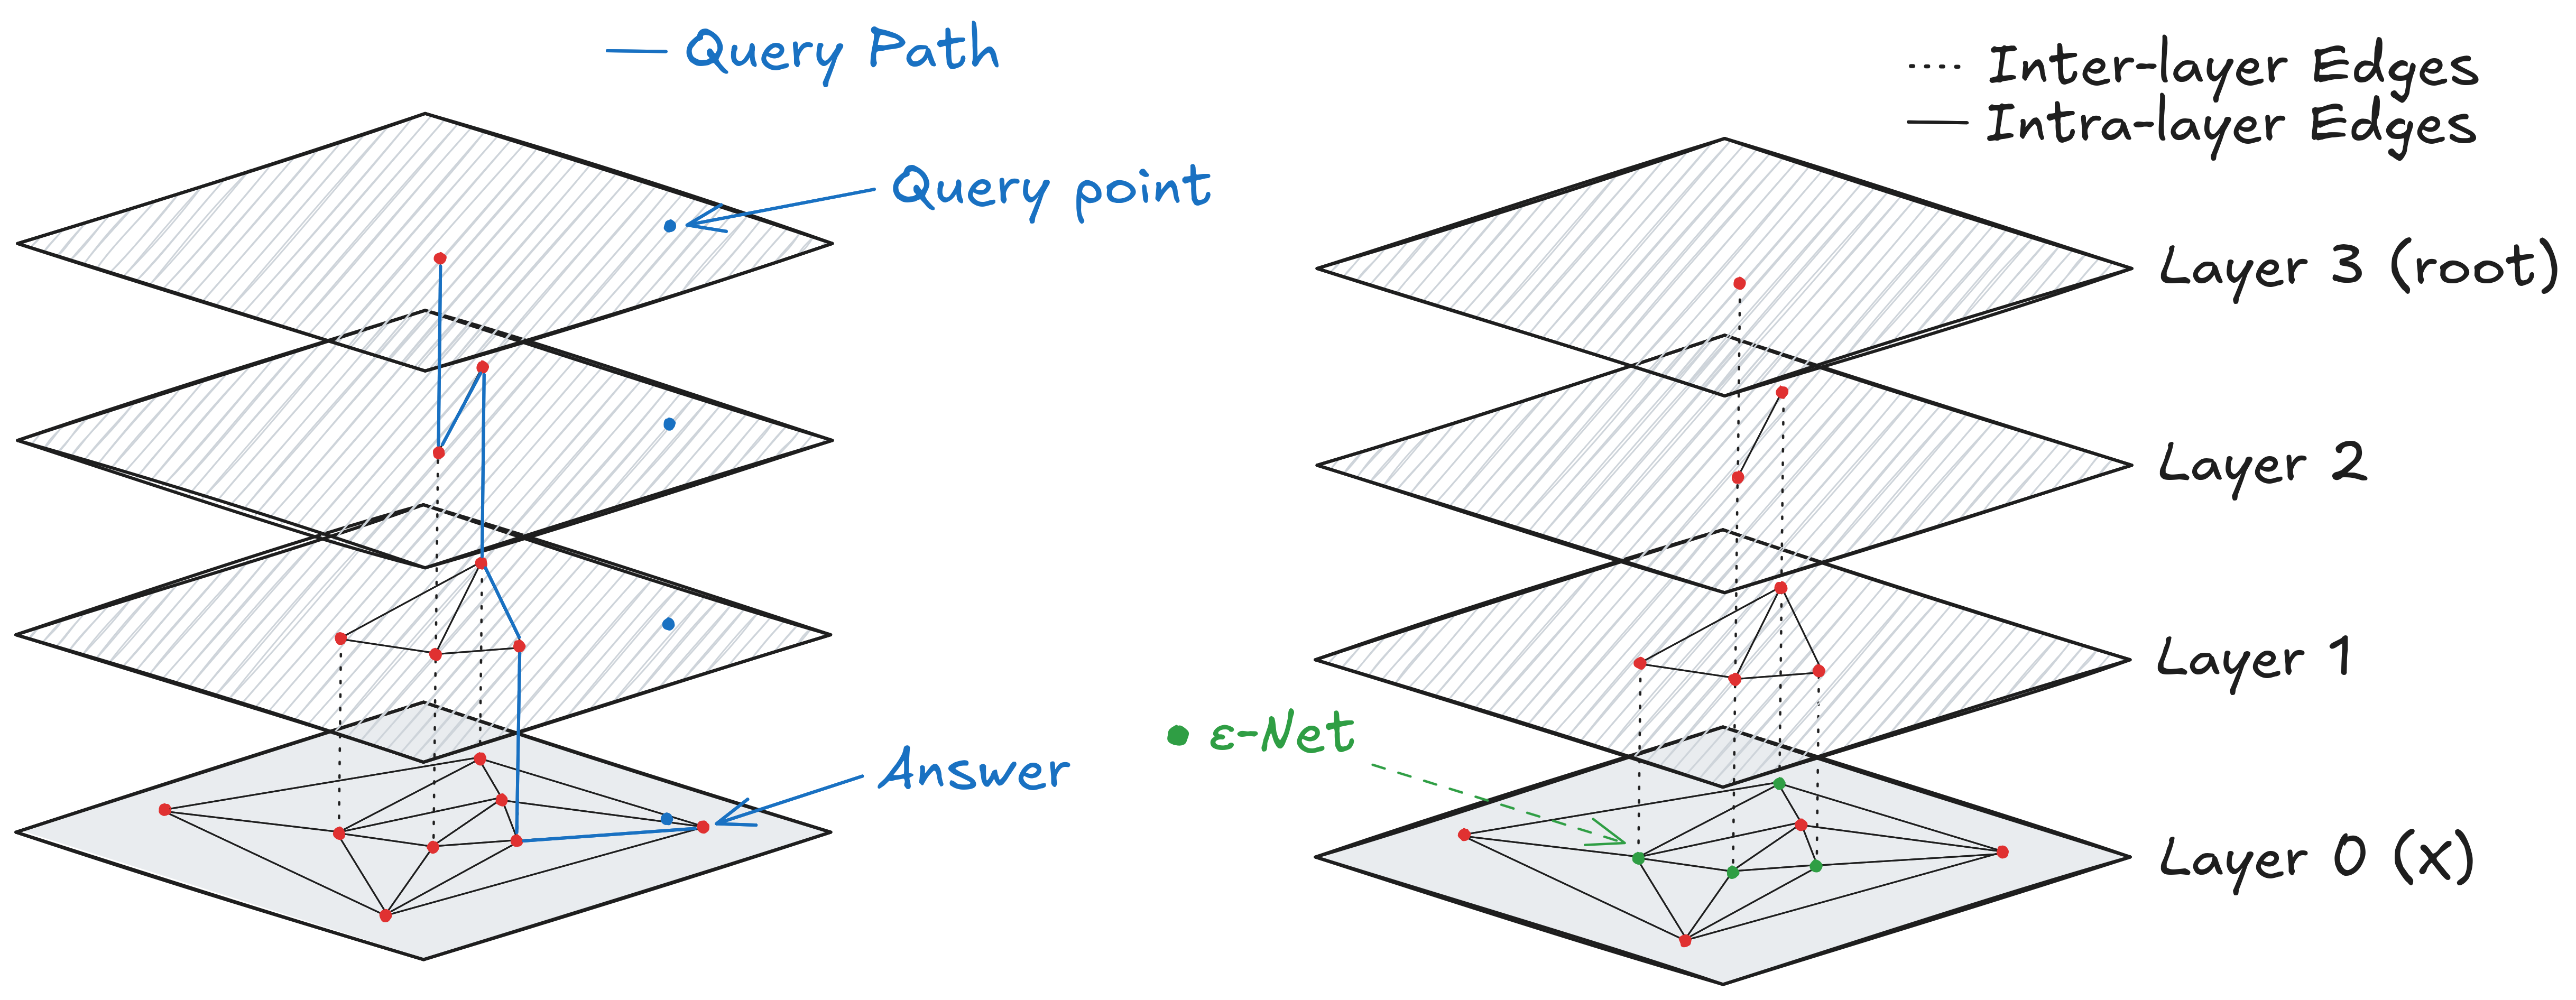 Query Path
Query point
Answer
Inter-layer Edges
Intra-layer Edges
Layer 3 (root)
Layer 2
Layer 1
ε-Net
Layer 0 (X)